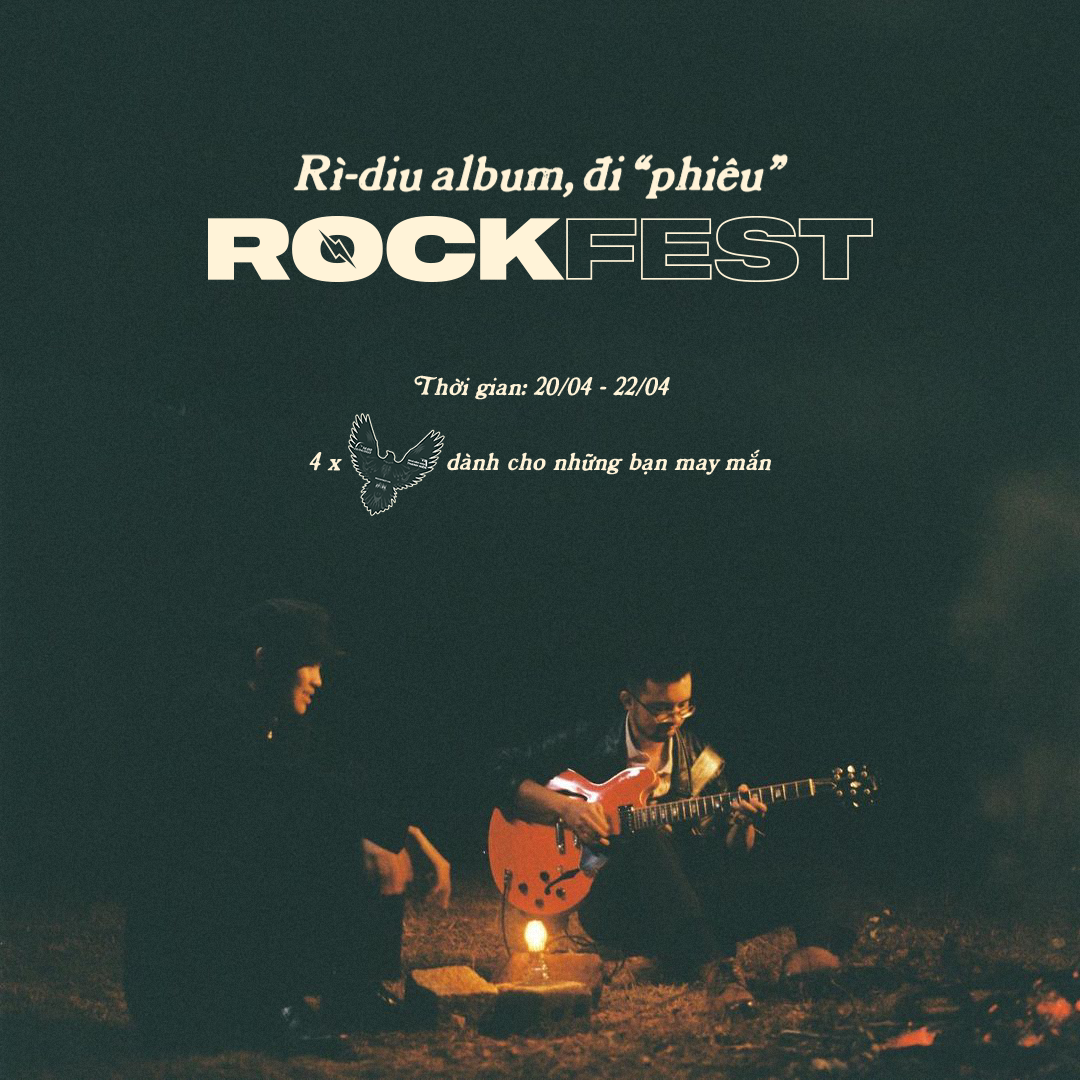 Rì-diu album, đi “phiêu”
ROCKFEST
Thời gian: 20/04 - 22/04
4 x dành cho những bạn may mắn